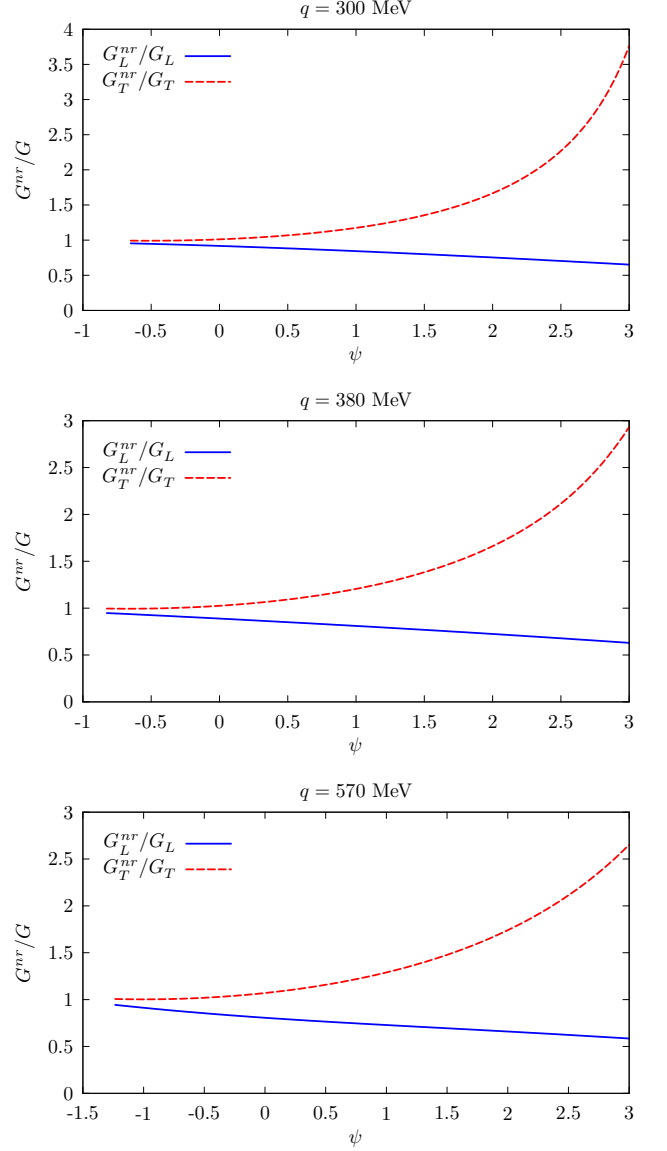 q = 300 MeV
4
3.5
3
2.5
2
1.5
1
0.5
0
G^{nr}/G
G_L^{nr}/G_L
G_T^{nr}/G_T
-1 -0.5 0 0.5 1 1.5 2 2.5 3
ψ
q = 380 MeV
3
2.5
2
1.5
1
0.5
0
G^{nr}/G
G_L^{nr}/G_L
G_T^{nr}/G_T
-1 -0.5 0 0.5 1 1.5 2 2.5 3
ψ
q = 570 MeV
3
2.5
2
1.5
1
0.5
0
G^{nr}/G
G_L^{nr}/G_L
G_T^{nr}/G_T
-1.5 -1 -0.5 0 0.5 1 1.5 2 2.5 3
ψ